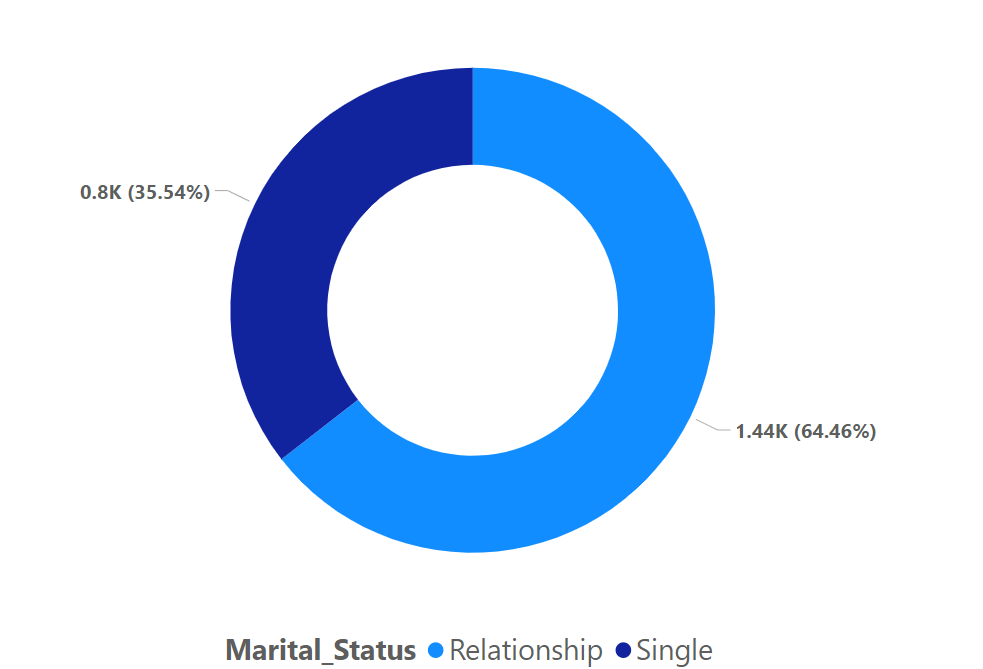 0.8K (35.54%)
1.44K (64.46%)
Marital_Status Relationship Single